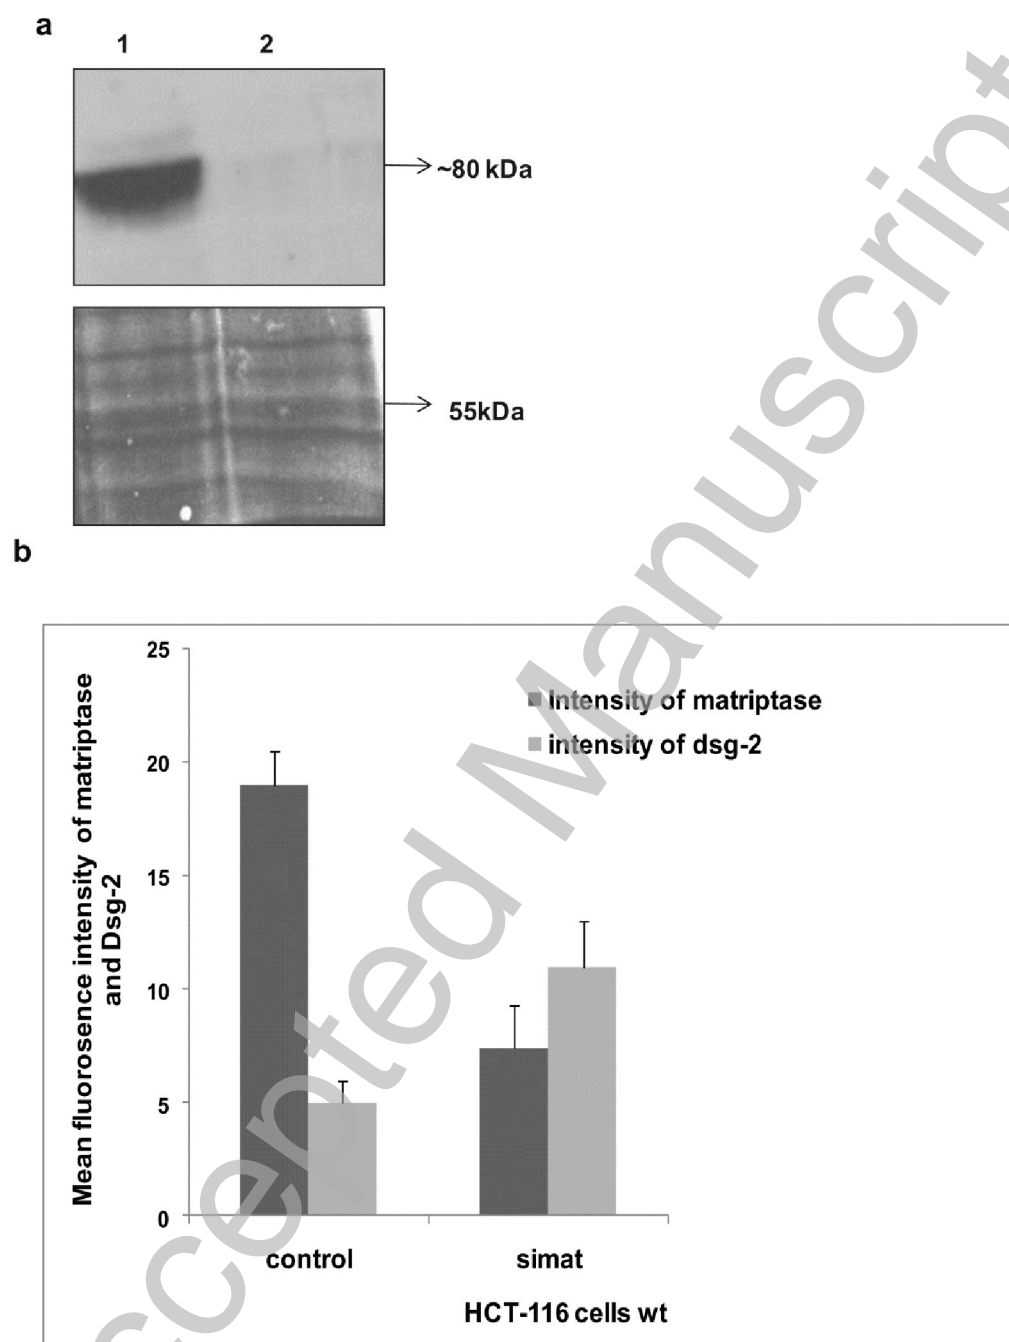 a
1 2
~80 kDa
55kDa
b
25
20
15
10
5
0
Mean fluorosence intensity of matriptase
and Dsg-2
Intensity of matriptase
intensity of dsg-2
control simat
HCT-116 cells wt
ccepted Manuscript